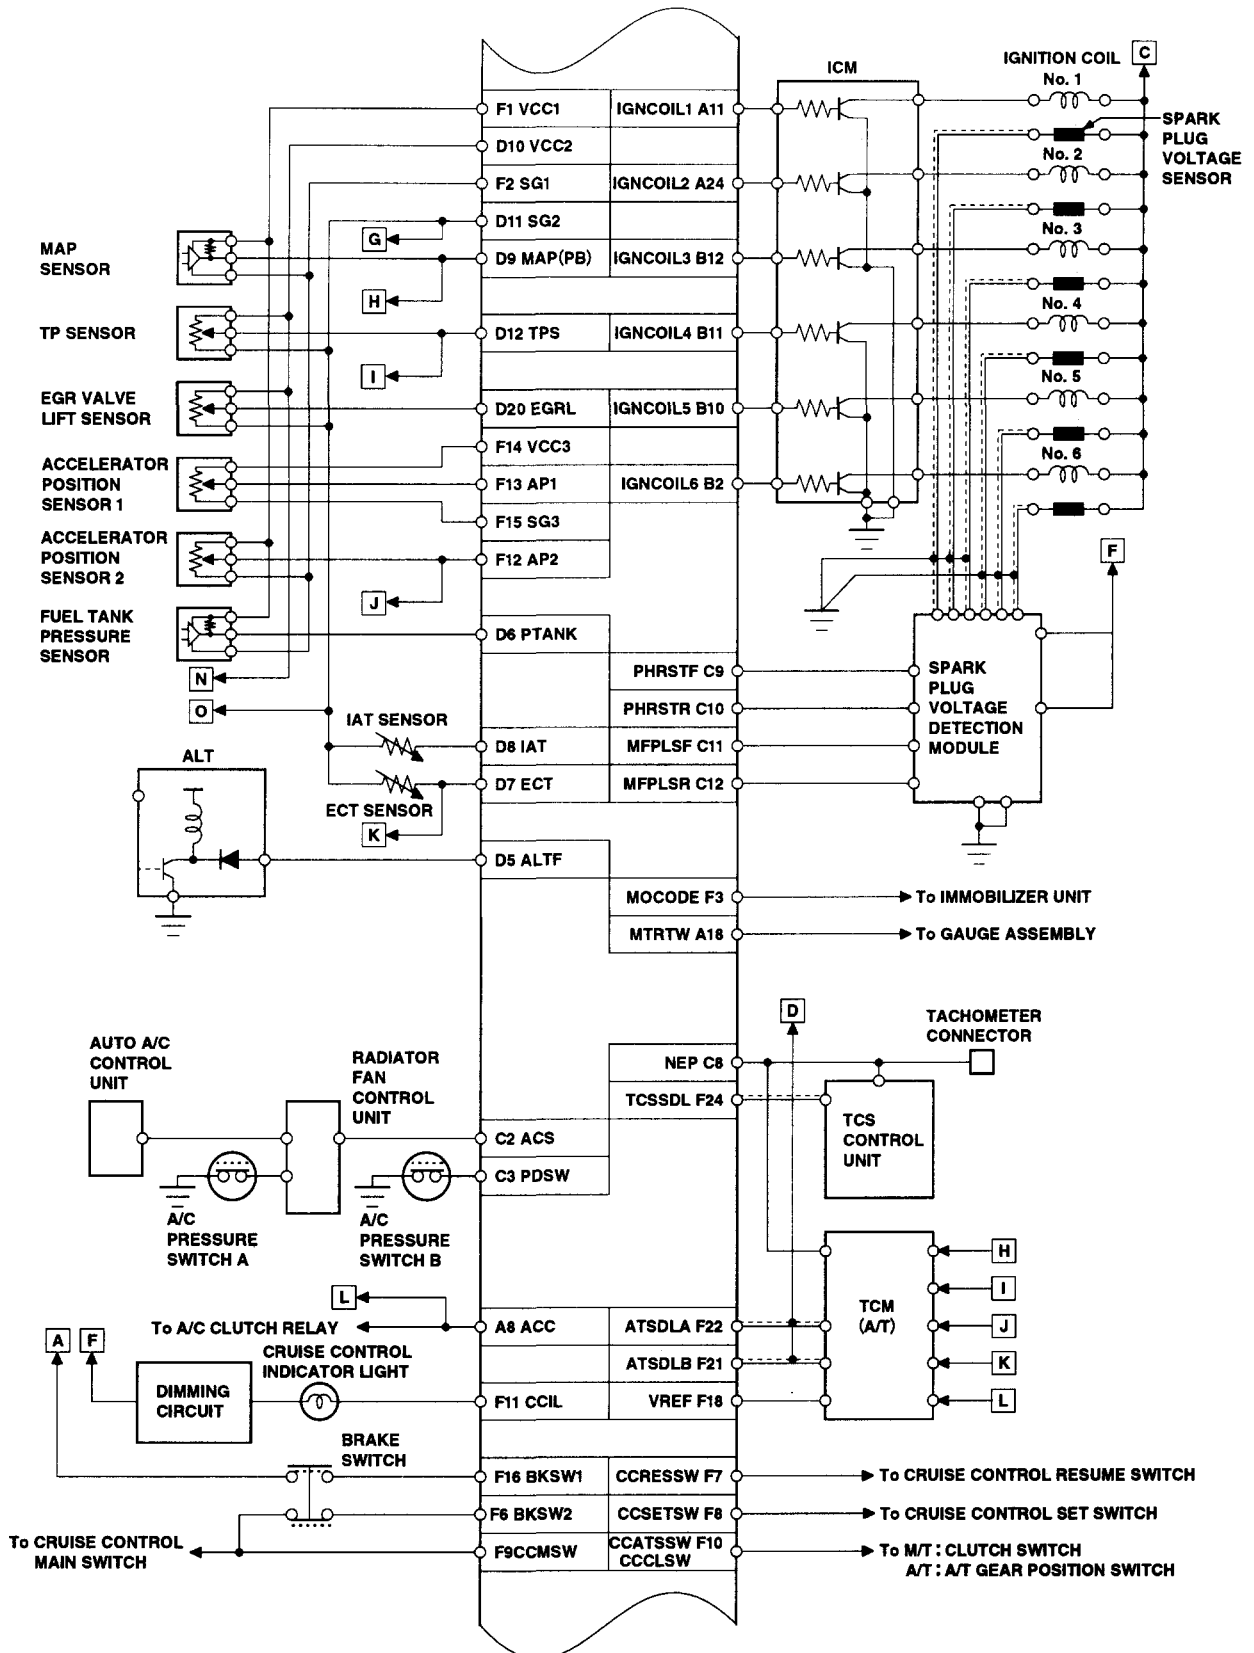 ICM
IGNITION COIL
C
No. 1
F1 VCC1
IGNCOIL1 A11
SPARK
PLUG
VOLTAGE
SENSOR
D10 VCC2
No. 2
F2 SG1
IGNCOIL2 A24
D11 SG2
G
No. 3
MAP
SENSOR
D9 MAP(PB)
IGNCOIL3 B12
H
No. 4
TP SENSOR
D12 TPS
IGNCOIL4 B11
I
No. 5
EGR VALVE
LIFT SENSOR
D20 EGRL
IGNCOIL5 B10
F14 VCC3
No. 6
ACCELERATOR
POSITION
SENSOR 1
F13 AP1
IGNCOIL6 B2
F15 SG3
ACCELERATOR
POSITION
SENSOR 2
F12 AP2
F
J
FUEL TANK
PRESSURE
SENSOR
D6 PTANK
N
PHRSTF C9
SPARK
PLUG
VOLTAGE
DETECTION
MODULE
O
PHRSTR C10
IAT SENSOR
D8 IAT
MFPLSF C11
ALT
D7 ECT
MFPLSR C12
ECT SENSOR
K
D5 ALTF
MOCODE F3
To IMMOBILIZER UNIT
MTRTW A18
To GAUGE ASSEMBLY
D
TACHOMETER
CONNECTOR
AUTO A/C
CONTROL
UNIT
RADIATOR
FAN
CONTROL
UNIT
NEP C8
TCSSDL F24
TCS
CONTROL
UNIT
C2 ACS
C3 PDSW
A/C
PRESSURE
SWITCH A
A/C
PRESSURE
SWITCH B
H
I
L
TCM
(A/T)
J
K
L
To A/C CLUTCH RELAY
A8 ACC
ATSDLA F22
A
F
CRUISE CONTROL
INDICATOR LIGHT
ATSDLB F21
DIMMING
CIRCUIT
F11 CCIL
VREF F18
BRAKE
SWITCH
F16 BKSW1
CCRESSW F7
To CRUISE CONTROL RESUME SWITCH
F6 BKSW2
CCSETSW F8
To CRUISE CONTROL SET SWITCH
To CRUISE CONTROL
MAIN SWITCH
F9CCMSW
CCATSSW F10
CCCLSW
To M/T : CLUTCH SWITCH
A/T : A/T GEAR POSITION SWITCH